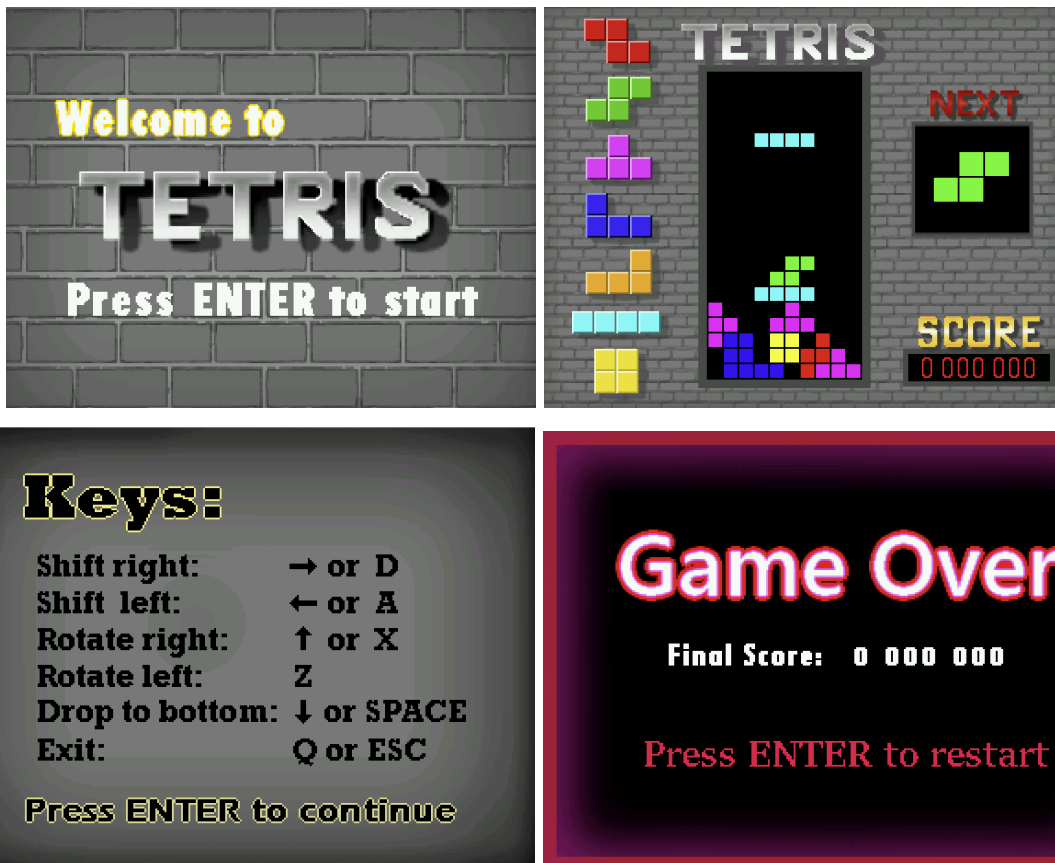 Welcome to
TETRIS
Press ENTER to start
TETRIS
NEXT
SCORE
0 000 000
Keys:
Shift right: → or D
Shift left: ← or A
Rotate right: ↑ or X
Rotate left: Z
Drop to bottom: ↓ or SPACE
Exit: Q or ESC
Press ENTER to continue
Game Over
Final Score: 0 000 000
Press ENTER to restart